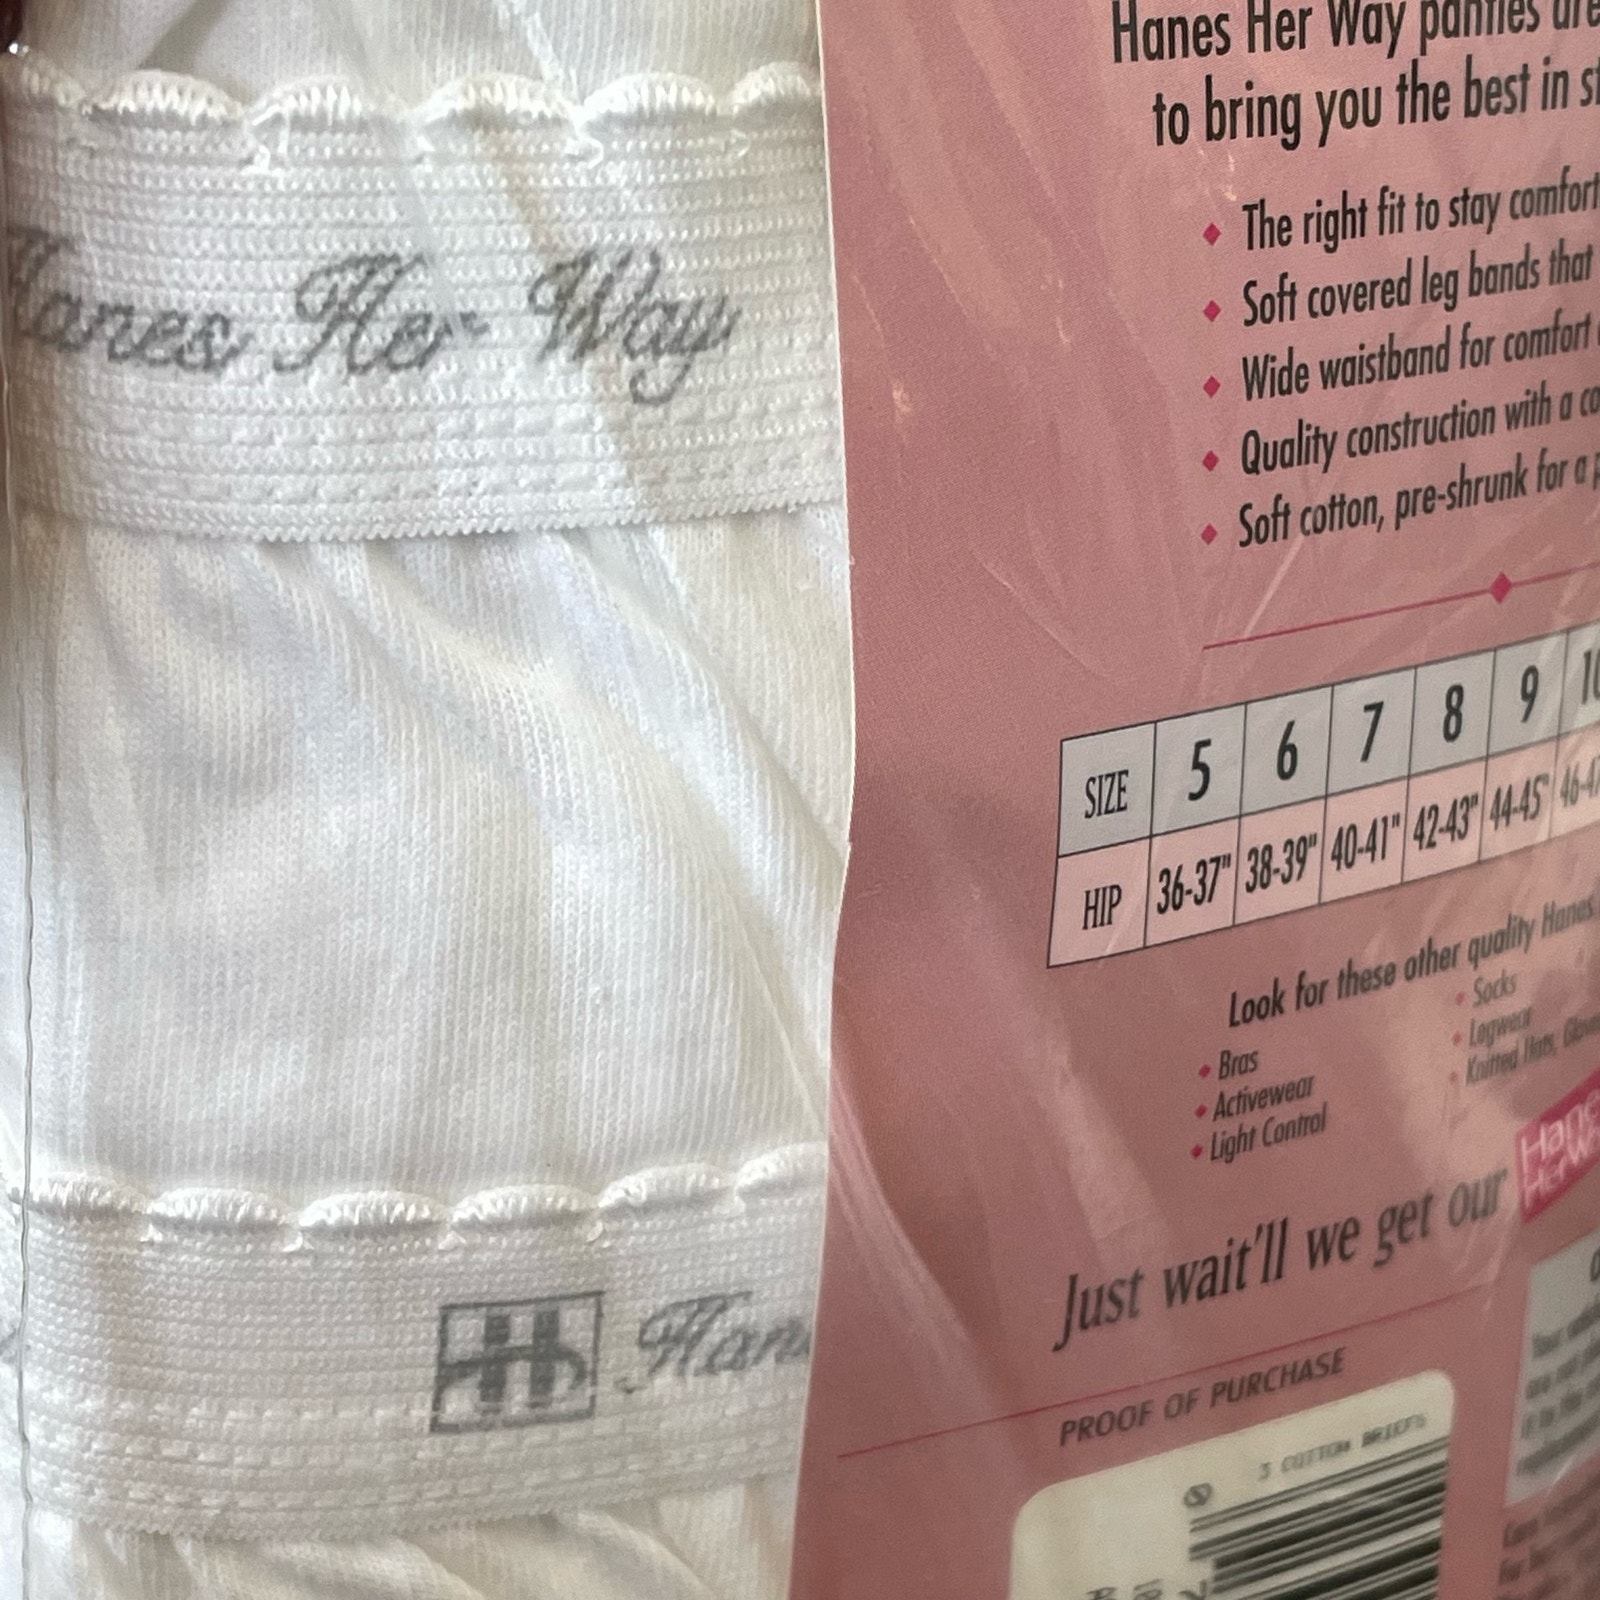 Hanes Her Way
Hanes Her Way panties are
to bring you the best in
The right fit to stay
Soft covered leg bands that
Wide waistband for comfort
Quality construction with a
Soft cotton, pre-shrunk for a
SIZE 5 6 7 8 9
HIP 36-37" 38-39" 40-41" 42-43" 44-45"
Look for these other quality Hanes
Bras
Activewear
Light Control
Socks
Legwear
Knitted Hats,
Just wait'll we get our
Hanes
Her Way
PROOF OF PURCHASE
3 COTTON BRIEFS